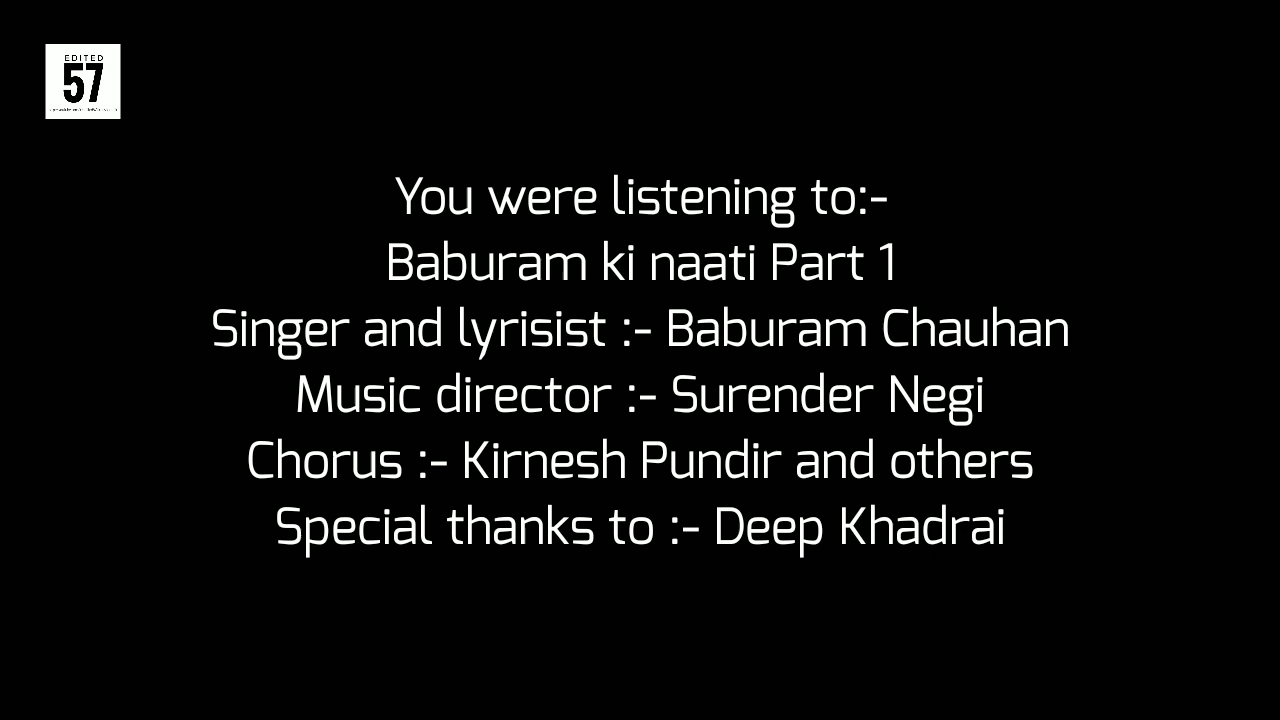 EDITED
57
You were listening to:-
Baburam ki naati Part 1
Singer and lyrisist :- Baburam Chauhan
Music director :- Surender Negi
Chorus :- Kirnesh Pundir and others
Special thanks to :- Deep Khadrai